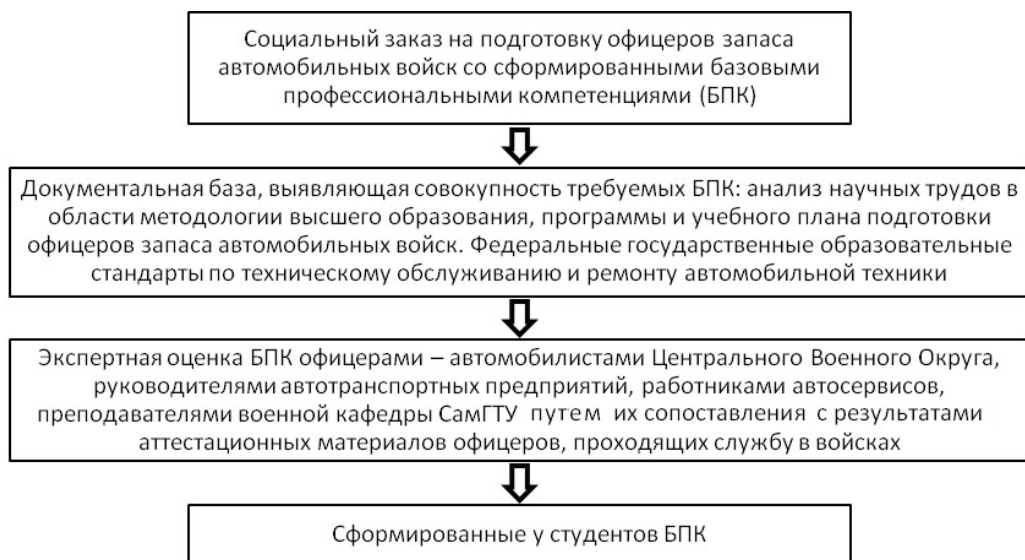 Социальный заказ на подготовку офицеров запаса
автомобильных войск со сформированными базовыми
профессиональными компетенциями (БПК)
Документальная база, выявляющая совокупность требуемых БПК: анализ научных трудов в
области методологии высшего образования, программы и учебного плана подготовки
офицеров запаса автомобильных войск. Федеральные государственные образовательные
стандарты по техническому обслуживанию и ремонту автомобильной техники
Экспертная оценка БПК офицерами – автомобилистами Центрального Военного Округа,
руководителями автотранспортных предприятий, работниками автосервисов,
преподавателями военной кафедры СамГТУ путем их сопоставления с результатами
аттестационных материалов офицеров, проходящих службу в войсках
Сформированные у студентов БПК